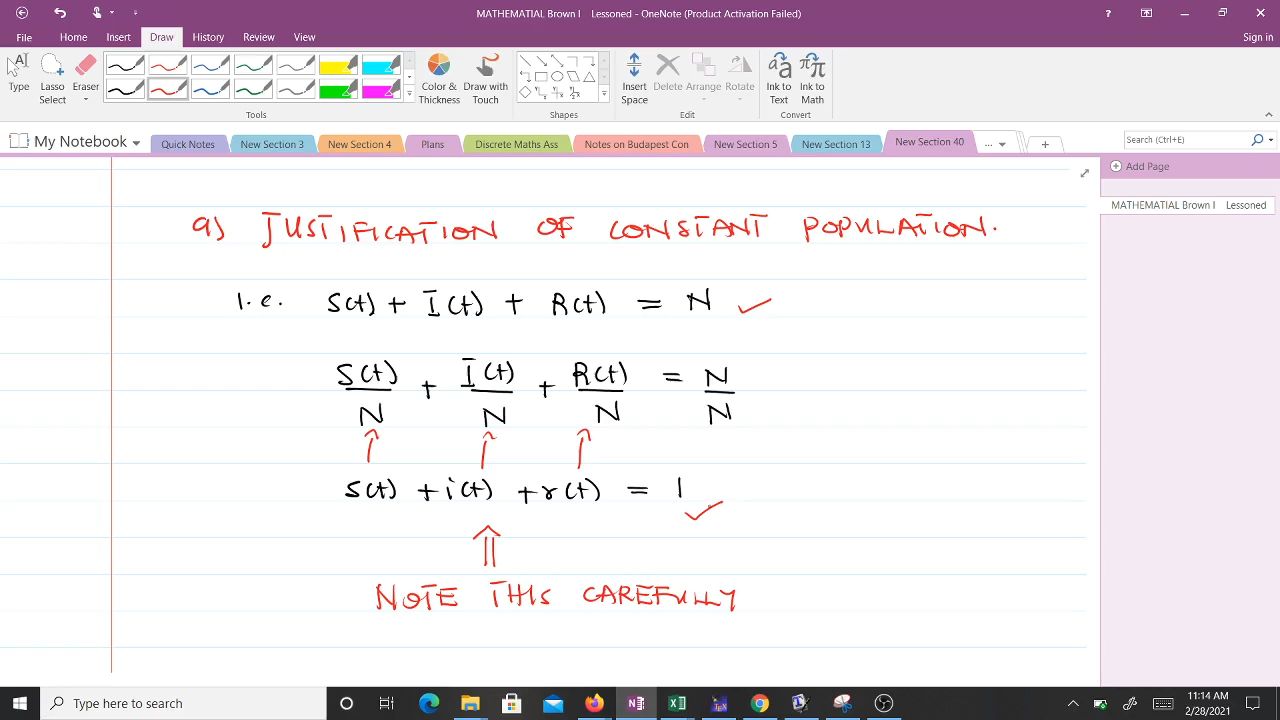 MATHEMATIAL Brown I    Lessoned - OneNote (Product Activation Failed)
File Home Insert Draw History Review View Sign in
Type Lasso Select Eraser Color & Thickness Draw with Touch Insert Space Delete Arrange Rotate Ink to Text Ink to Math
Tools Shapes Edit Convert
My Notebook Quick Notes New Section 3 New Section 4 Plans Discrete Maths Ass Notes on Budapest Con New Section 5 New Section 13 New Section 40 ... + Search (Ctrl+E)
Add Page
MATHEMATIAL Brown I    Lessoned
a) JUSTIFICATION OF CONSTANT POPULATION.
i.e. S(t) + I(t) + R(t) = N
S(t)/N + I(t)/N + R(t)/N = N/N
s(t) + i(t) + r(t) = 1
NOTE THIS CAREFULLY
Type here to search
11:14 AM
2/28/2021